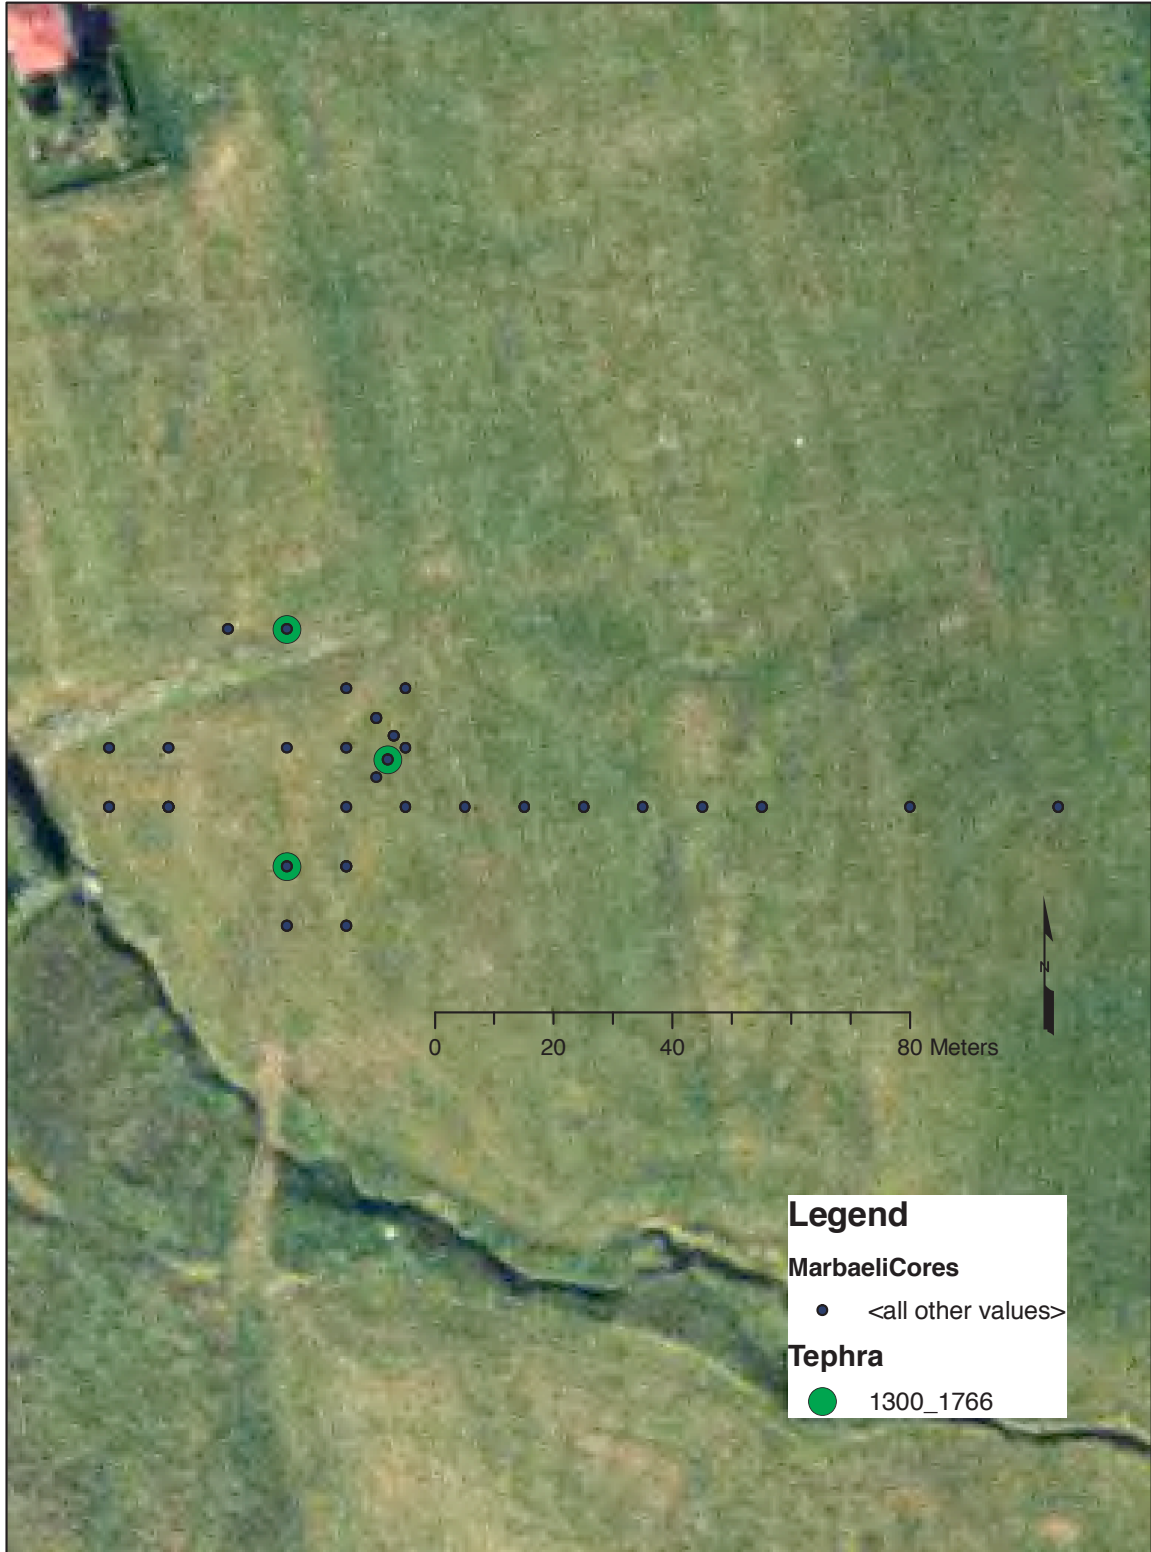 N
0 20 40 80 Meters
Legend
MarbaeliCores
<all other values>
Tephra
1300_1766